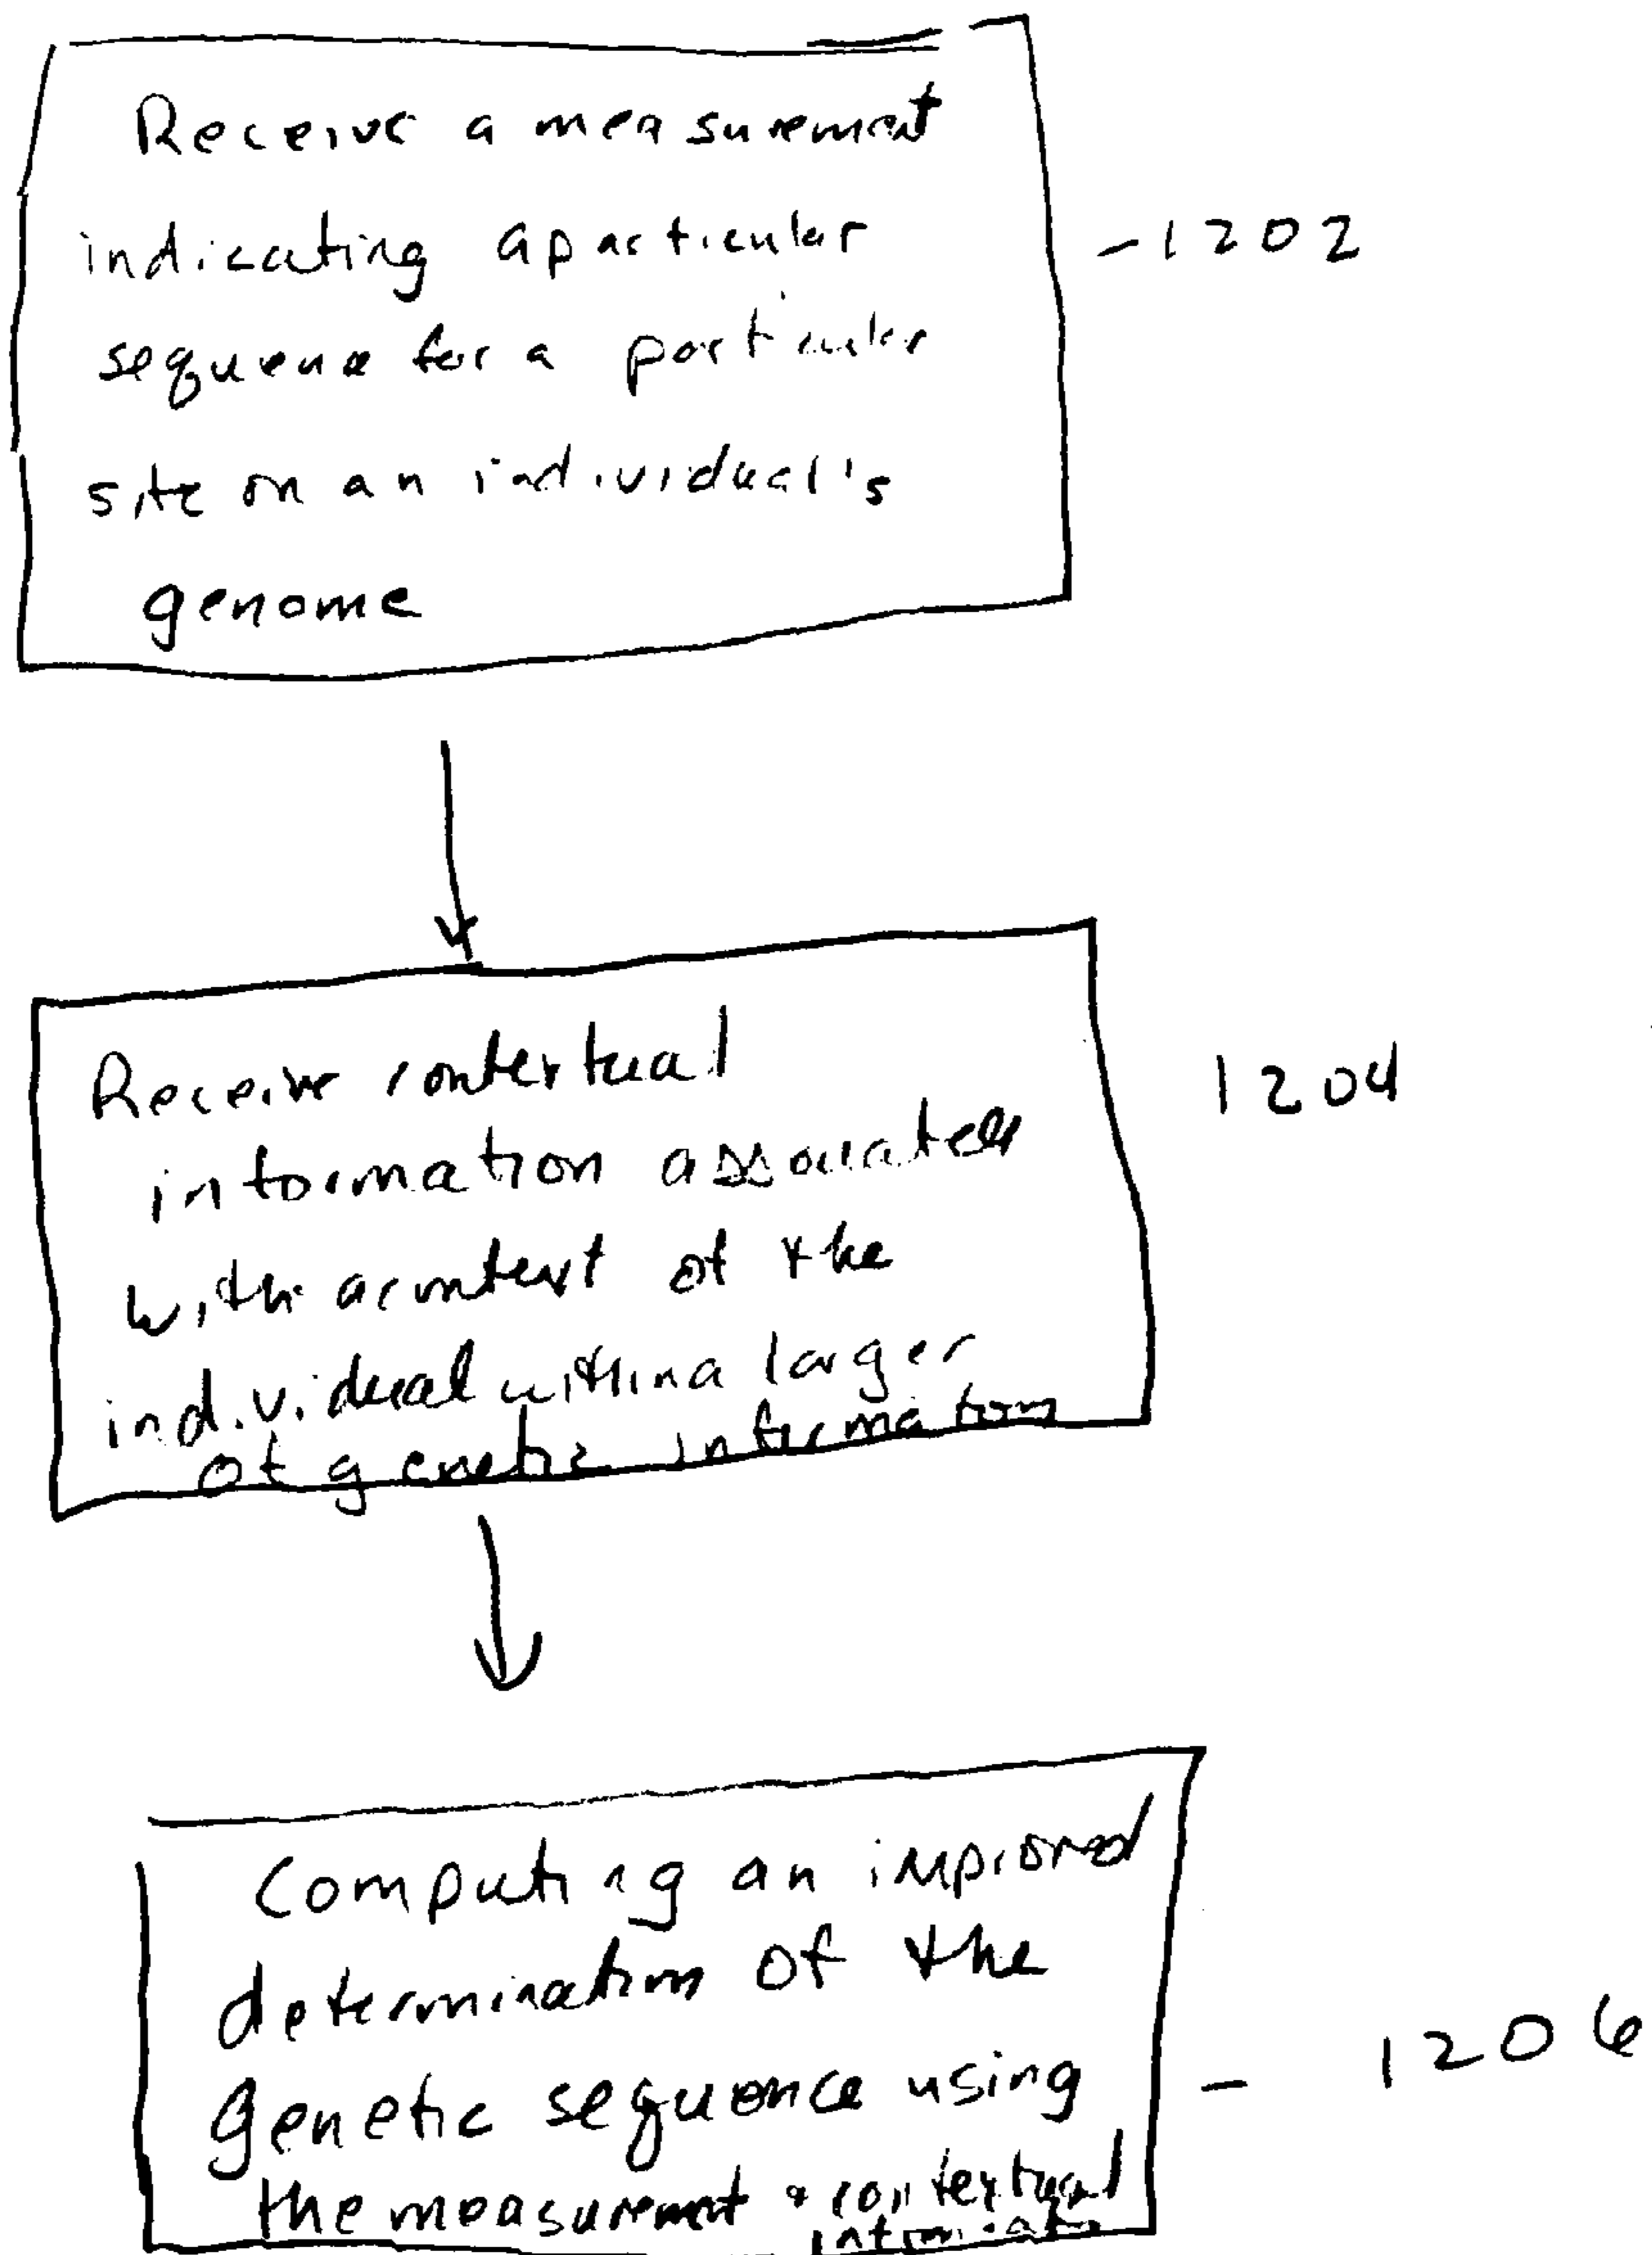 Receive a measurement
indicating a particular
-1202
sequence for a particular
site on an individual's
genome
Receive contextual
1204
information associated
with a context of the
individual within a larger
of genetic information
Computing an improved
determination of the
- 1206
genetic sequence using
the measurement + contextual
information